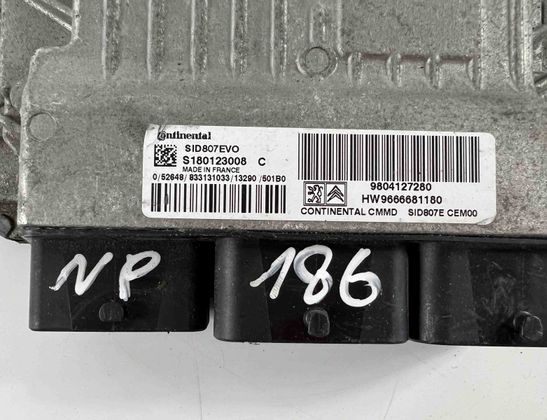 Continental
SID807EVO
S180123008 C
MADE IN FRANCE
0/52648/833131033/13290/501B0
9804127280
HW9666681180
CONTINENTAL CMMD SID807E CEM00
NP
186